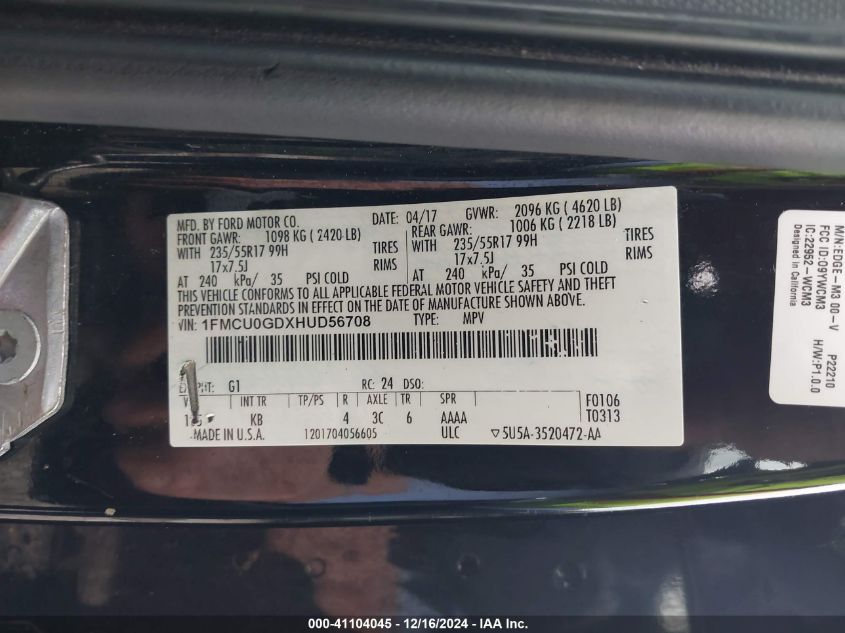 MFD. BY FORD MOTOR CO.
DATE: 04/17 GVWR: 2096 KG ( 4620 LB)
FRONT GAWR: 1098 KG ( 2420 LB) REAR GAWR: 1006 KG ( 2218 LB)
WITH 235/55R17 99H TIRES WITH 235/55R17 99H TIRES
17x7.5J RIMS 17x7.5J RIMS
AT 240 kPa/ 35 PSI COLD AT 240 kPa/ 35 PSI COLD
THIS VEHICLE CONFORMS TO ALL APPLICABLE FEDERAL MOTOR VEHICLE SAFETY AND THEFT
PREVENTION STANDARDS IN EFFECT ON THE DATE OF MANUFACTURE SHOWN ABOVE.
VIN: 1FMCU0GDXHUD56708 TYPE: MPV
G1 RC: 24 DSO:
INT TR TP/PS R AXLE TR SPR F0106
KB 4 3C 6 AAAA T0313
MADE IN U.S.A. 1201704056605 ULC ▽5U5A-3520472-AA
M/N:EDGE-M3 00-V P22210
FCC ID:O9YWCM3 H/W:P1.0.0
IC:22952-WCM3
Designed in California
000-41104045 - 12/16/2024 - IAA Inc.